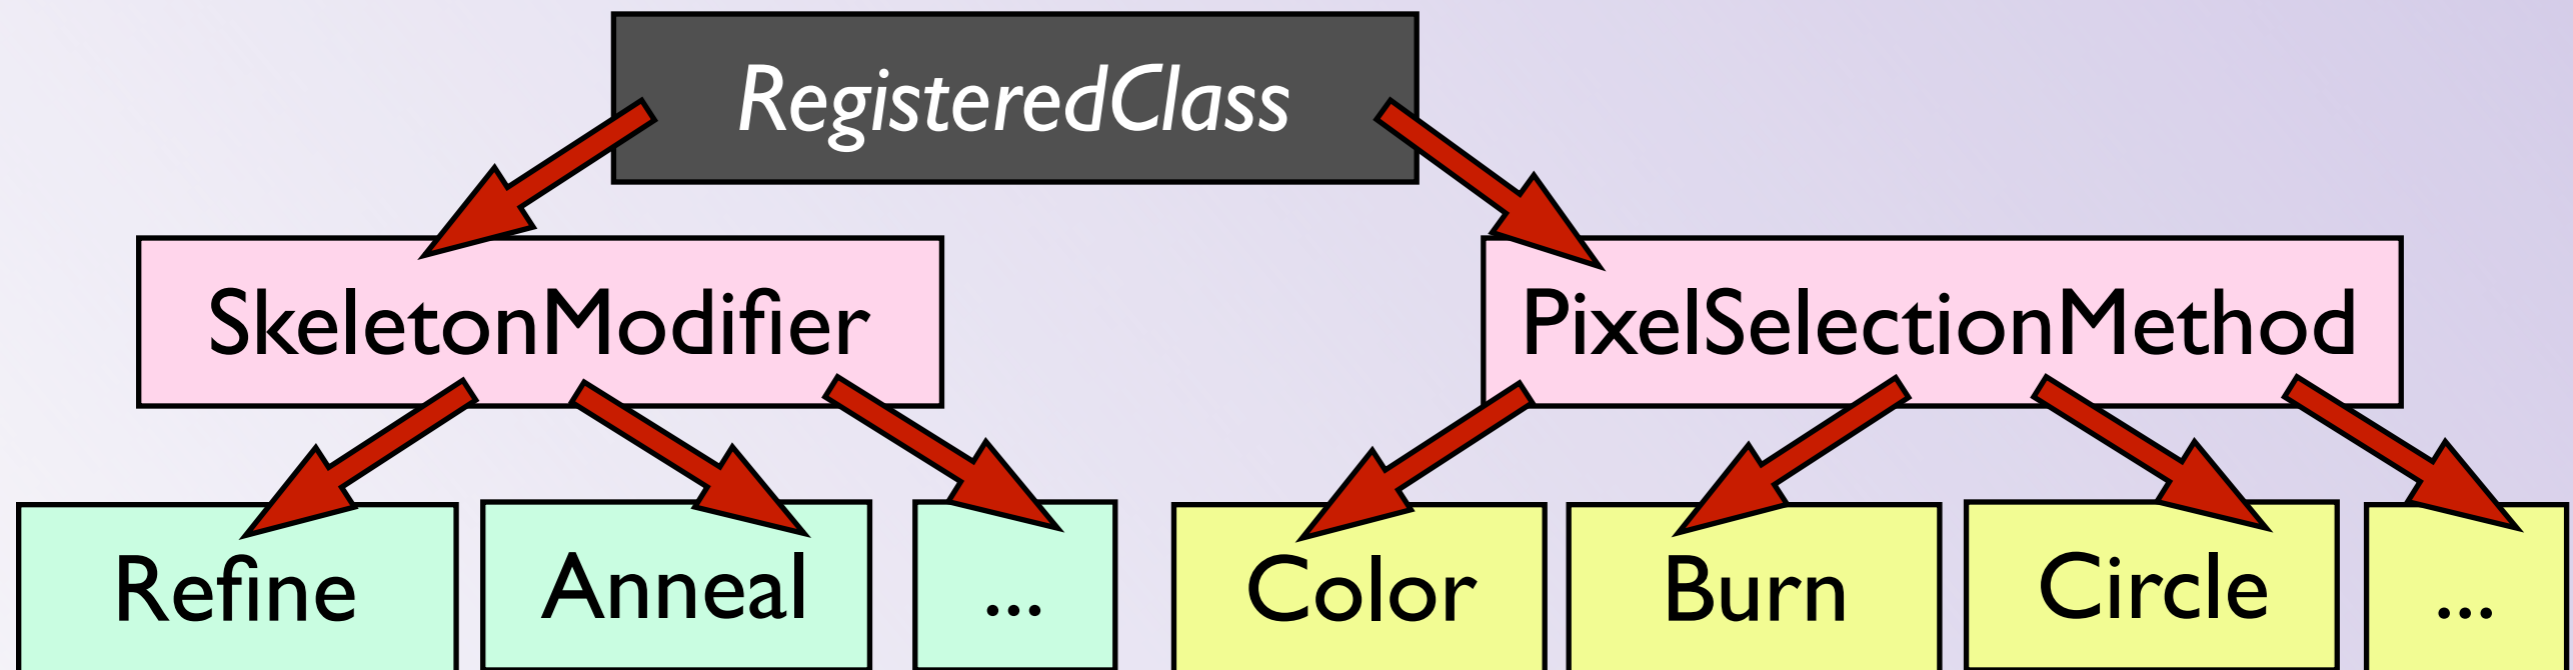 RegisteredClass
SkeletonModifier
PixelSelectionMethod
Refine
Anneal
...
Color
Burn
Circle
...